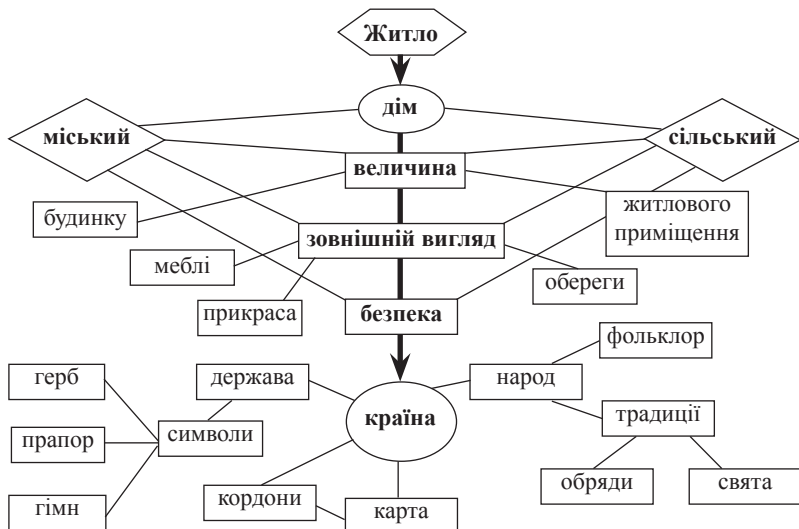 Житло
дім
міський
сільський
величина
будинку
житлового
приміщення
зовнішній вигляд
меблі
обереги
прикраса
безпека
фольклор
герб
держава
народ
країна
традиції
прапор
символи
обряди
свята
кордони
карта
гімн